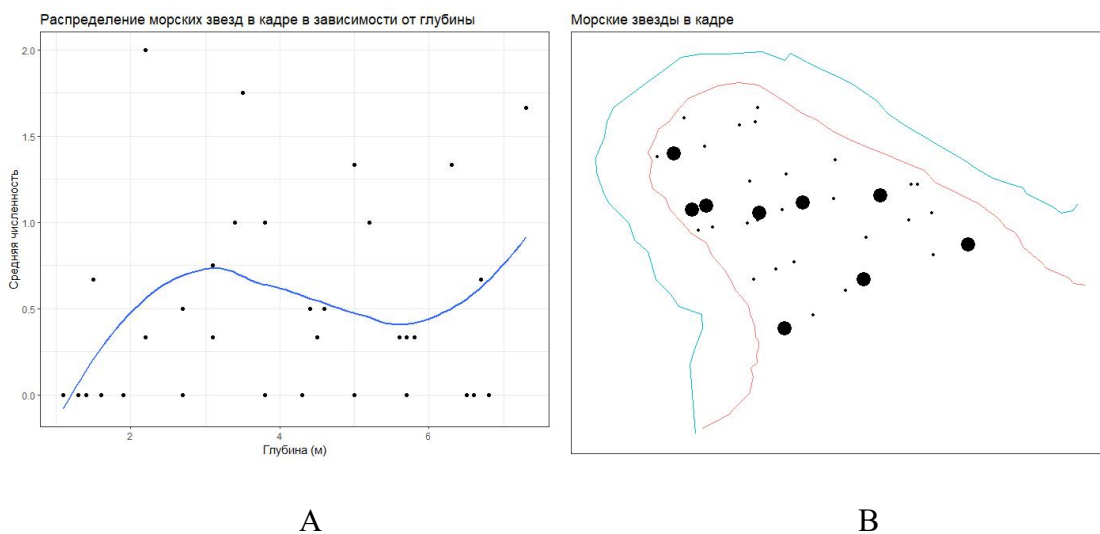 Распределение морских звезд в кадре в зависимости от глубины
Средняя численность
2.0
1.5
1.0
0.5
0.0
2 4 6
Глубина (м)
A
Морские звезды в кадре
B